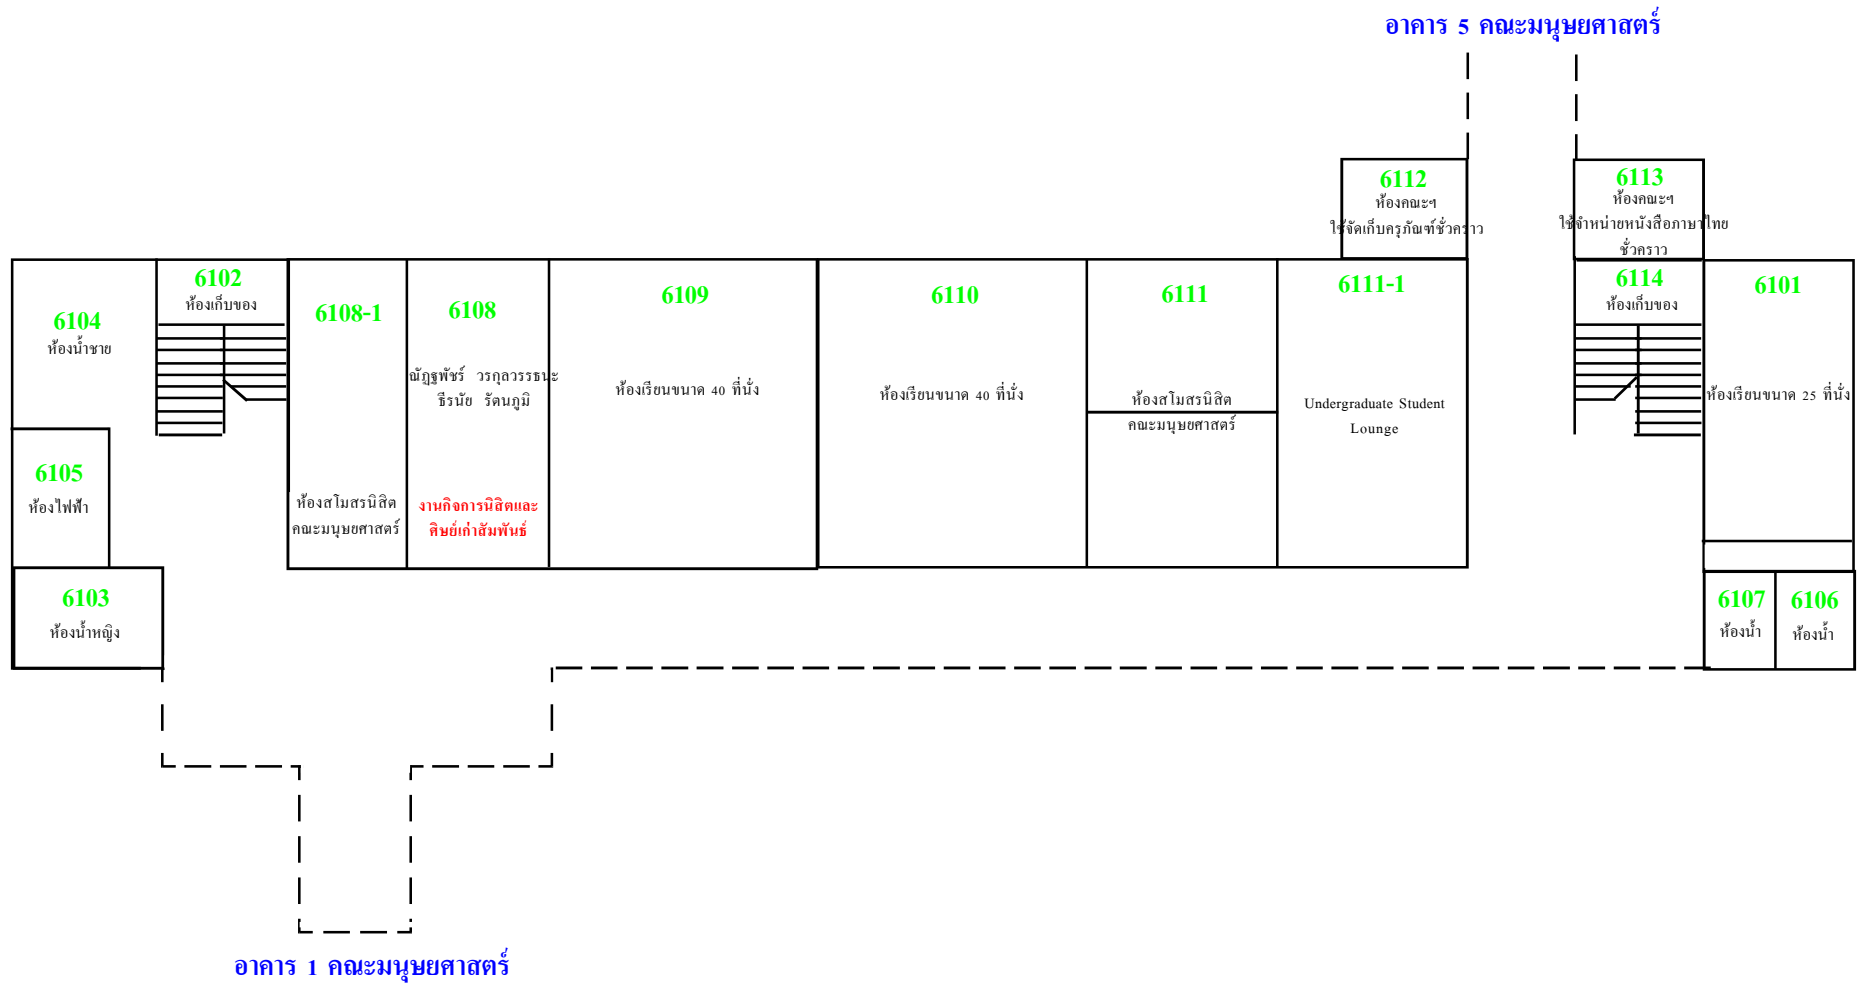 อาคาร 5 คณะมนุษยศาสตร์
6112
ห้องคณะฯ
ใช้จัดเก็บครุภัณฑ์ชั่วคราว
6113
ห้องคณะฯ
ใช้จำหน่ายหนังสือภาษาไทย
ชั่วคราว
6104
ห้องน้ำชาย
6102
ห้องเก็บของ
6108-1
ห้องสโมสรนิสิต
คณะมนุษยศาสตร์
6108
ณัฏฐพัชร์ วรกุลวรรธนะ
ธีรนัย รัตนภูมิ
งานกิจการนิสิตและ
ศิษย์เก่าสัมพันธ์
6109
ห้องเรียนขนาด 40 ที่นั่ง
6110
ห้องเรียนขนาด 40 ที่นั่ง
6111
ห้องสโมสรนิสิต
คณะมนุษยศาสตร์
6111-1
Undergraduate Student
Lounge
6114
ห้องเก็บของ
6101
ห้องเรียนขนาด 25 ที่นั่ง
6105
ห้องไฟฟ้า
6103
ห้องน้ำหญิง
6107
ห้องน้ำ
6106
ห้องน้ำ
อาคาร 1 คณะมนุษยศาสตร์